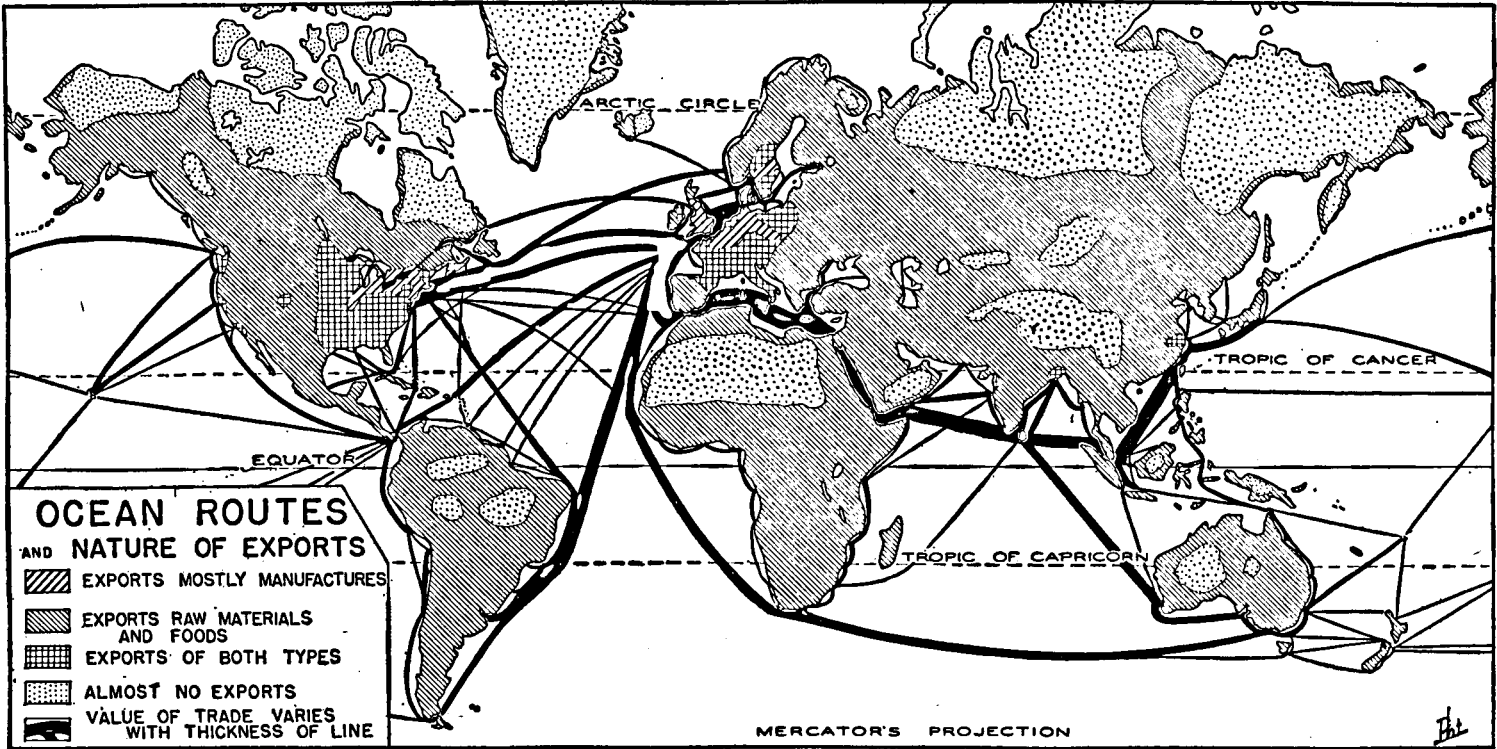 ARCTIC CIRCLE
TROPIC OF CANCER
EQUATOR
TROPIC OF CAPRICORN
OCEAN ROUTES
AND NATURE OF EXPORTS
EXPORTS MOSTLY MANUFACTURES
EXPORTS RAW MATERIALS
AND FOODS
EXPORTS OF BOTH TYPES
ALMOST NO EXPORTS
VALUE OF TRADE VARIES
WITH THICKNESS OF LINE
MERCATOR'S PROJECTION